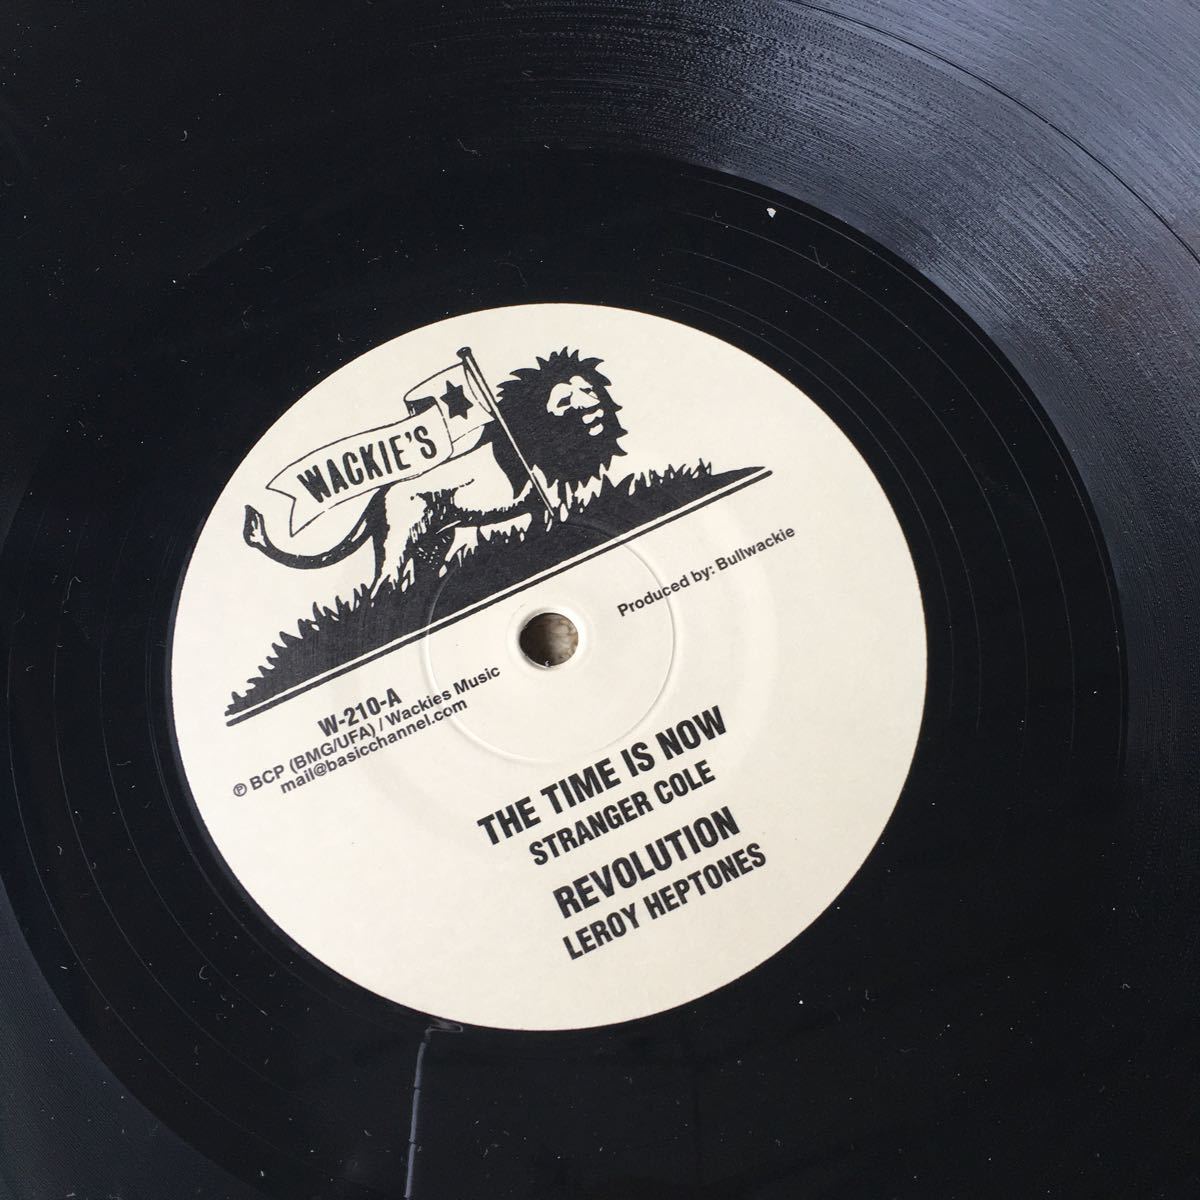 WACKIE'S
Produced by: Bullwackie
W-210-A
℗ BCP (BMG/UFA) / Wackies Music
mail@basicchannel.com
THE TIME IS NOW
STRANGER COLE
REVOLUTION
LEROY HEPTONES